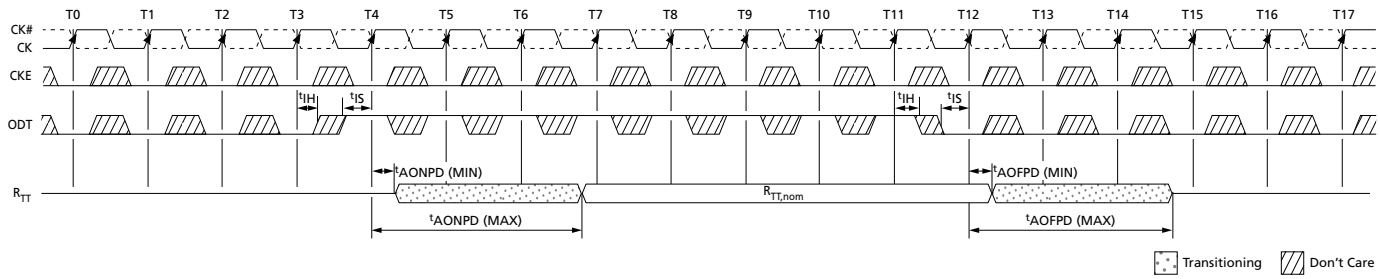 T0 T1 T2 T3 T4 T5 T6 T7 T8 T9 T10 T11 T12 T13 T14 T15 T16 T17
CK#
CK
CKE
tIH tIS tIH tIS
ODT
tAONPD (MIN) tAOFPD (MIN)
RTT RTT,nom
tAONPD (MAX) tAOFPD (MAX)
Transitioning Don't Care